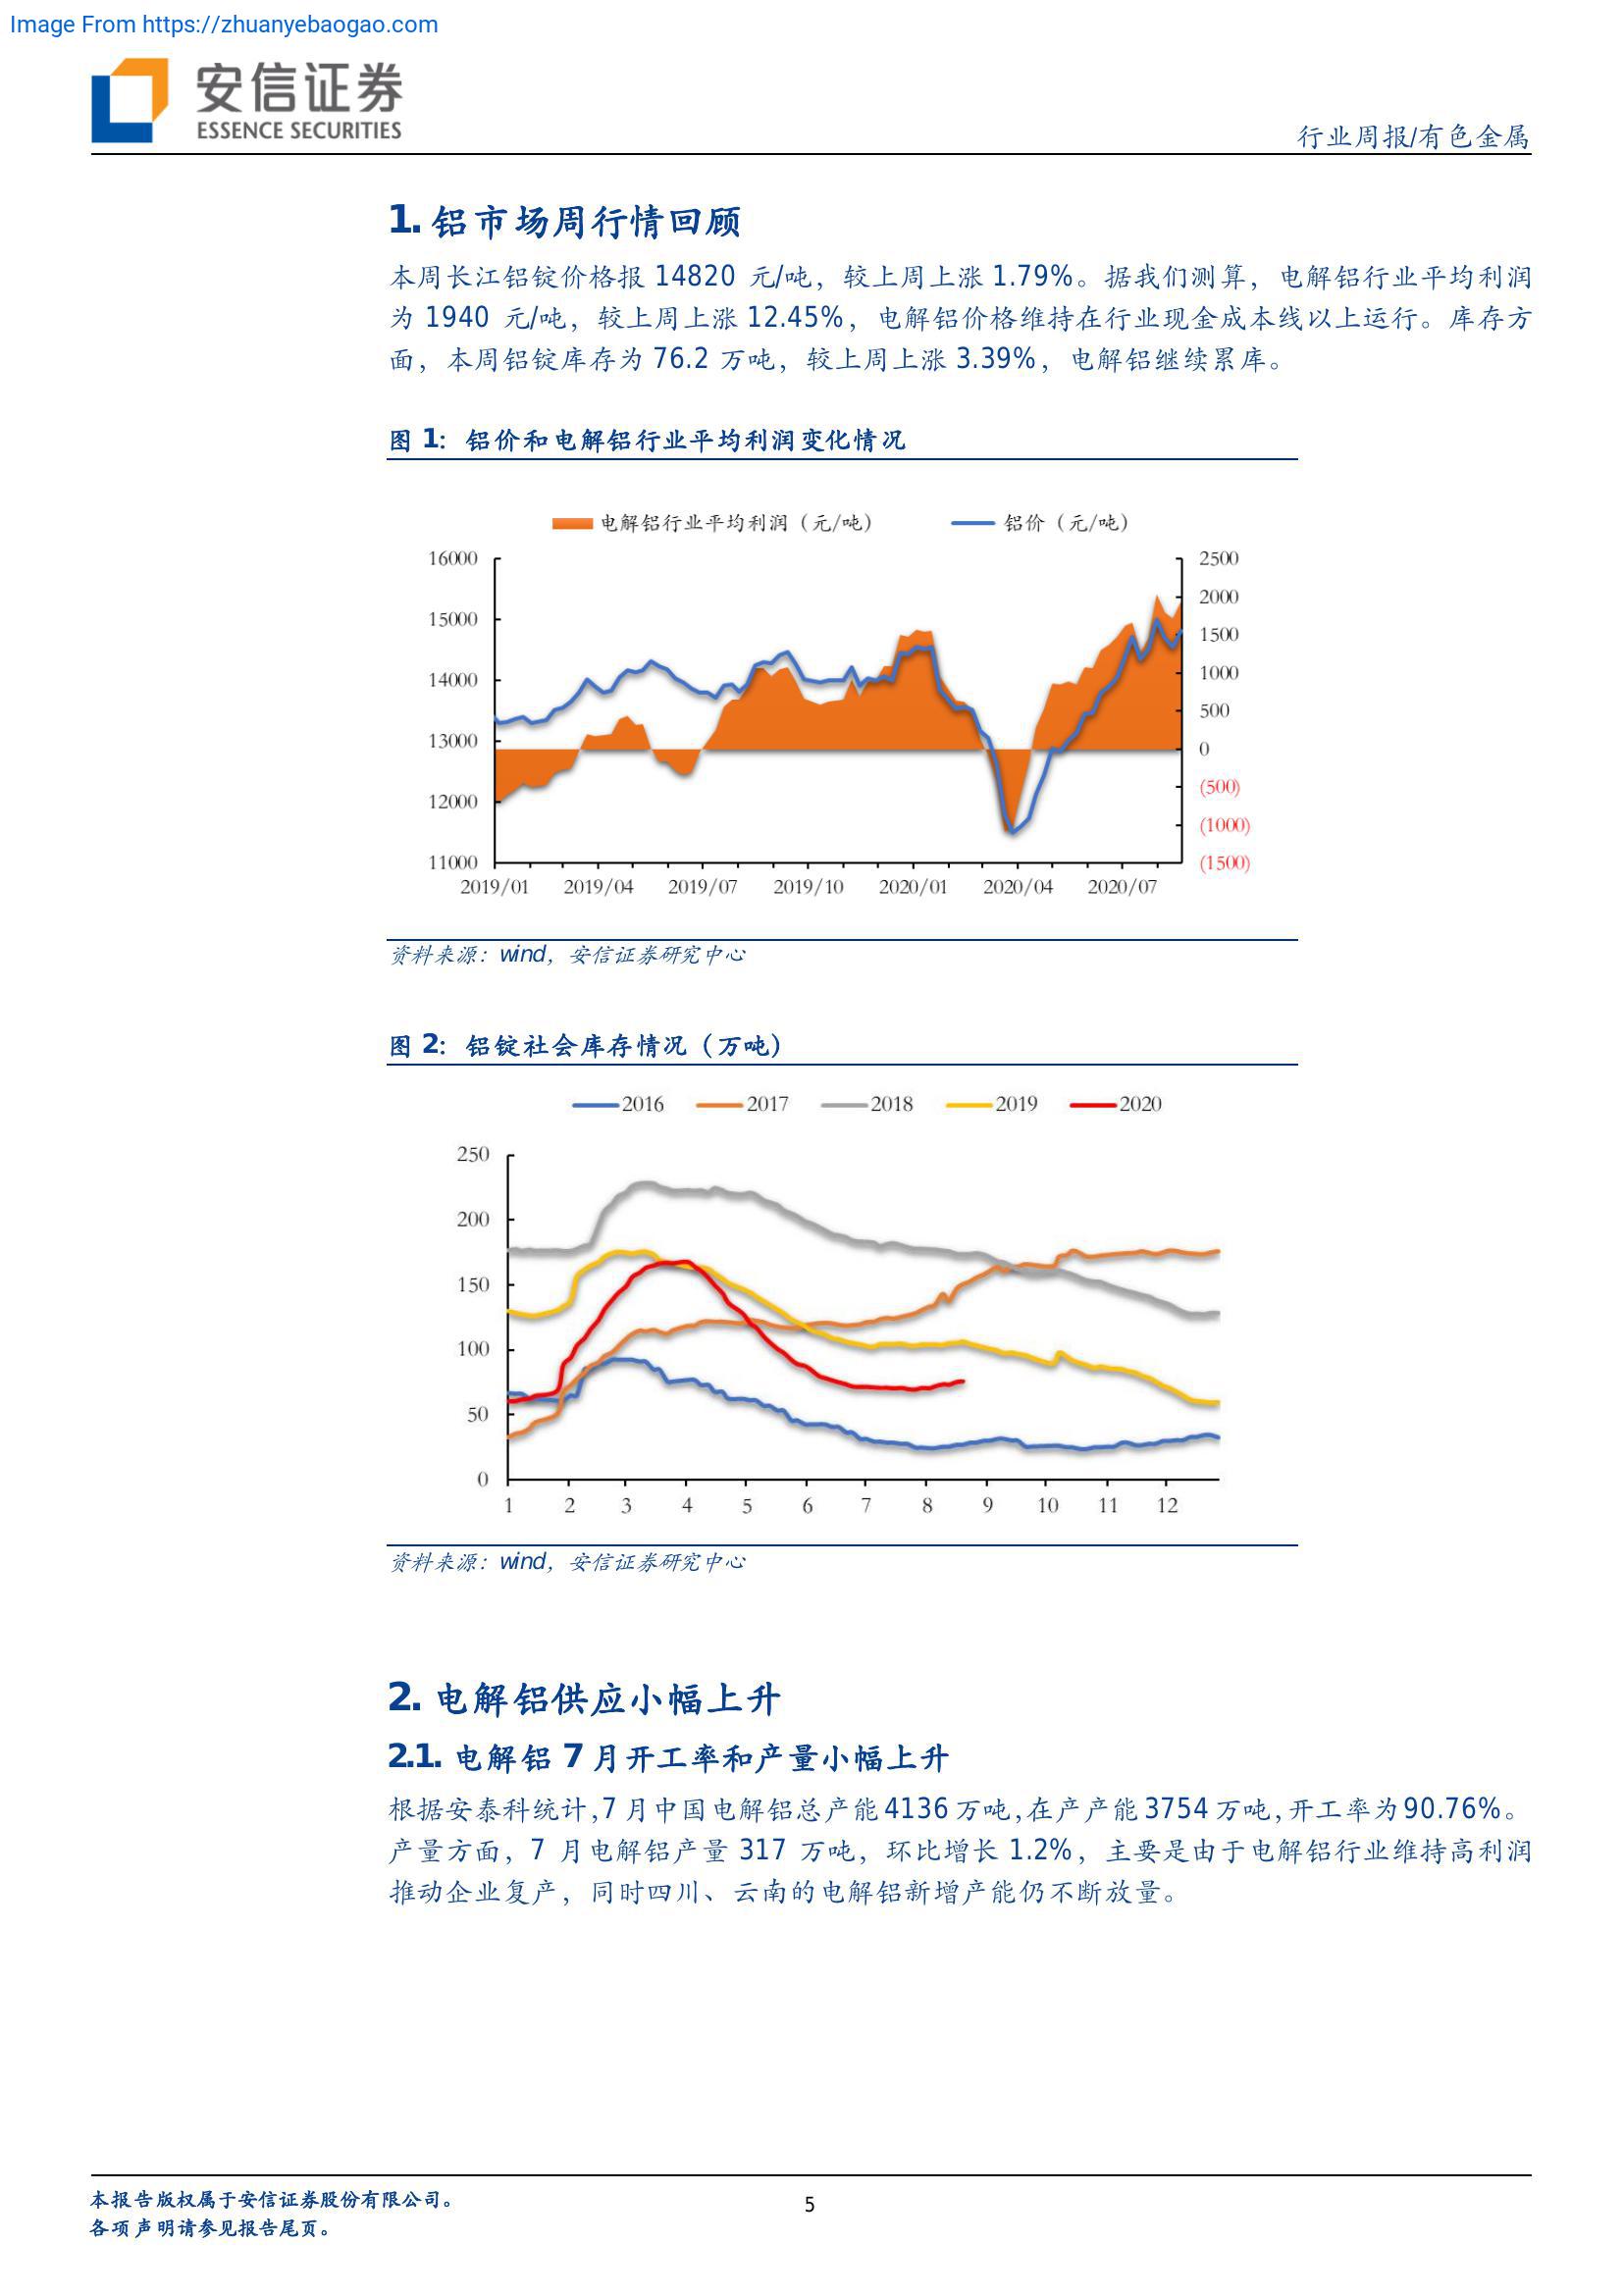 Image From https://zhuanyebaogao.com
安信证券
ESSENCE SECURITIES
行业周报/有色金属
1. 铝市场周行情回顾
本周长江铝锭价格报 14820 元/吨，较上周上涨 1.79%。据我们测算，电解铝行业平均利润
为 1940 元/吨，较上周上涨 12.45%，电解铝价格维持在行业现金成本线以上运行。库存方
面，本周铝锭库存为 76.2 万吨，较上周上涨 3.39%，电解铝继续累库。
图 1：铝价和电解铝行业平均利润变化情况
电解铝行业平均利润（元/吨） 铝价（元/吨）
16000 2500
2000
15000
1500
14000 1000
500
13000
0
(500)
12000
(1000)
11000 (1500)
2019/01 2019/04 2019/07 2019/10 2020/01 2020/04 2020/07
资料来源：wind，安信证券研究中心
图 2：铝锭社会库存情况（万吨）
2016 2017 2018 2019 2020
250
200
150
100
50
0
1 2 3 4 5 6 7 8 9 10 11 12
资料来源：wind，安信证券研究中心
2. 电解铝供应小幅上升
2.1. 电解铝 7 月开工率和产量小幅上升
根据安泰科统计,7 月中国电解铝总产能 4136 万吨,在产产能 3754 万吨,开工率为 90.76%。
产量方面，7 月电解铝产量 317 万吨，环比增长 1.2%，主要是由于电解铝行业维持高利润
推动企业复产，同时四川、云南的电解铝新增产能仍不断放量。
本报告版权属于安信证券股份有限公司。
各项声明请参见报告尾页。
5